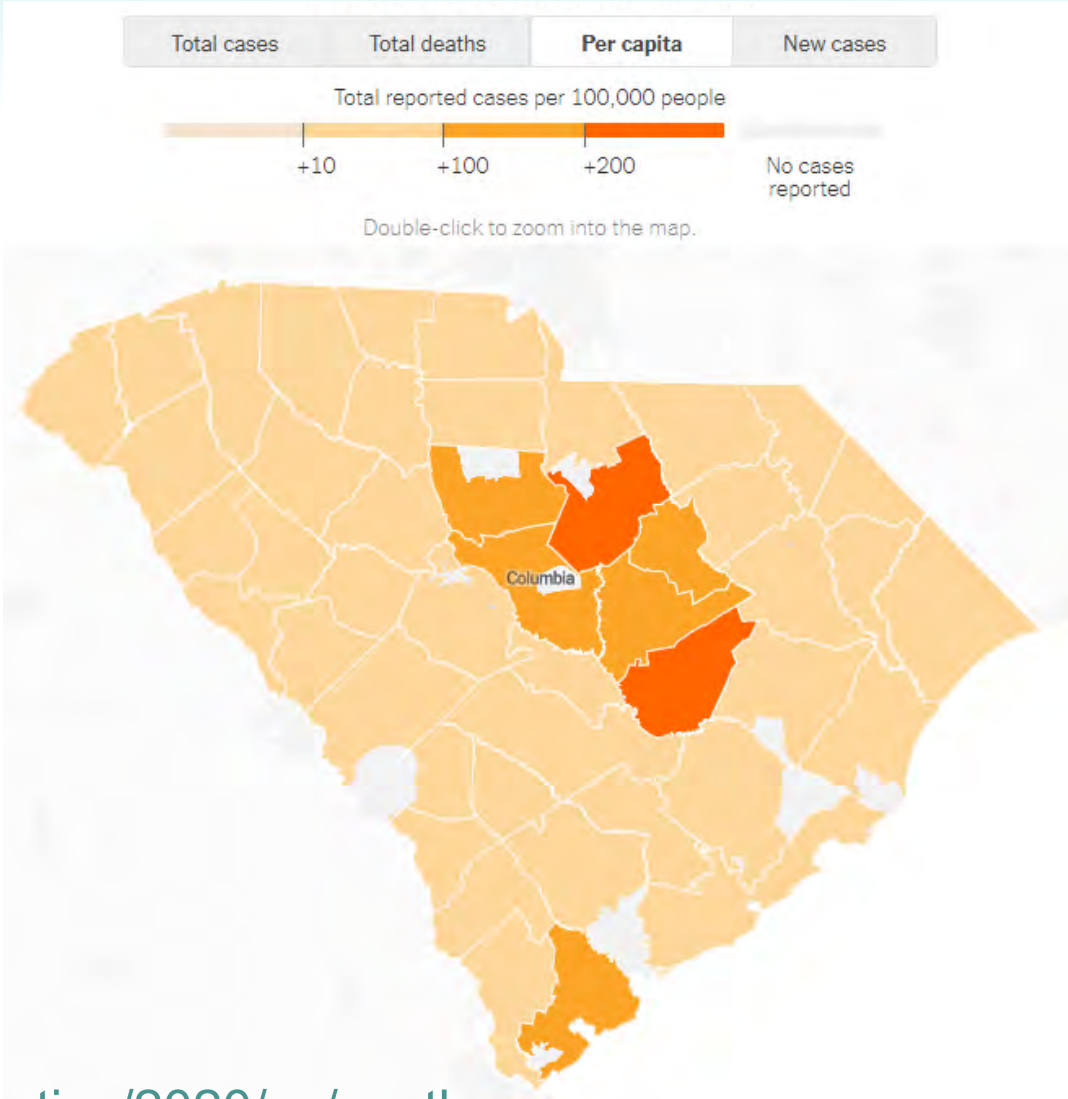 Total cases Total deaths Per capita New cases
Total reported cases per 100,000 people
+10 +100 +200 No cases
reported
Double-click to zoom into the map.
Columbia